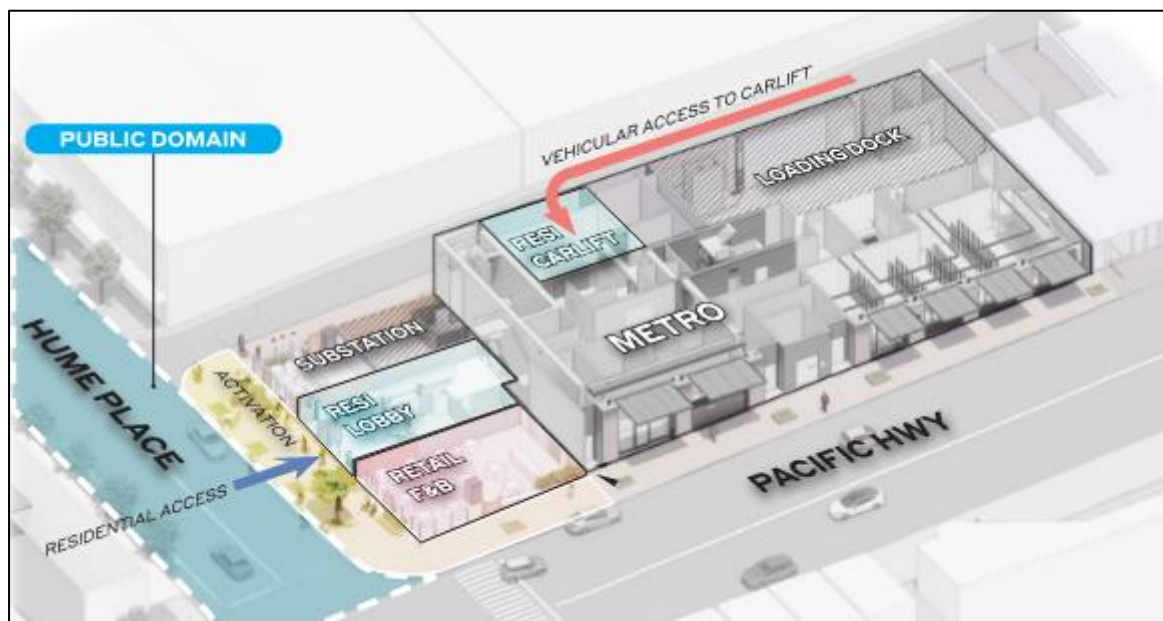 PUBLIC DOMAIN
VEHICULAR ACCESS TO CARLIFT
LOADING DOCK
RESI
CARLIFT
METRO
SUBSTATION
HUME PLACE
ACTIVATION
RESI
LOBBY
RETAIL
F&B
RESIDENTIAL ACCESS
PACIFIC HWY